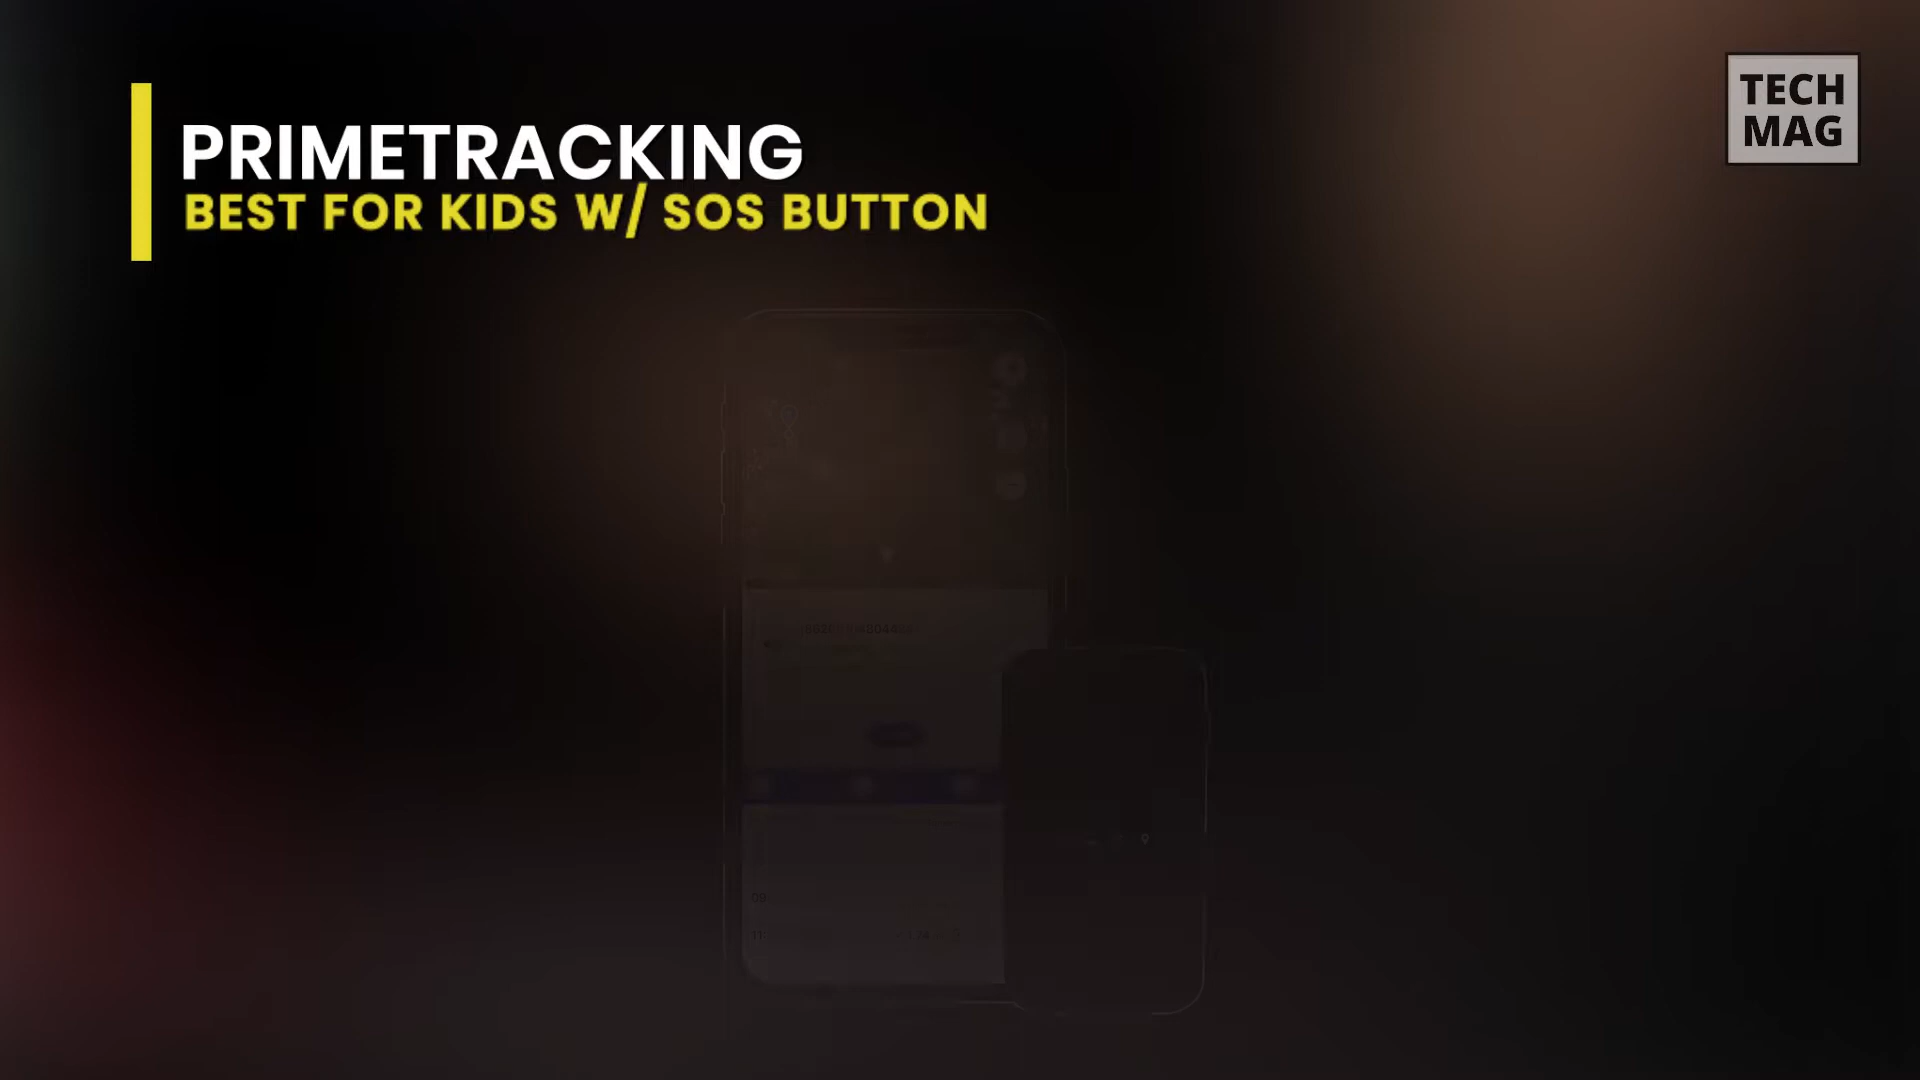 PRIMETRACKING
BEST FOR KIDS W/ SOS BUTTON
TECH
MAG